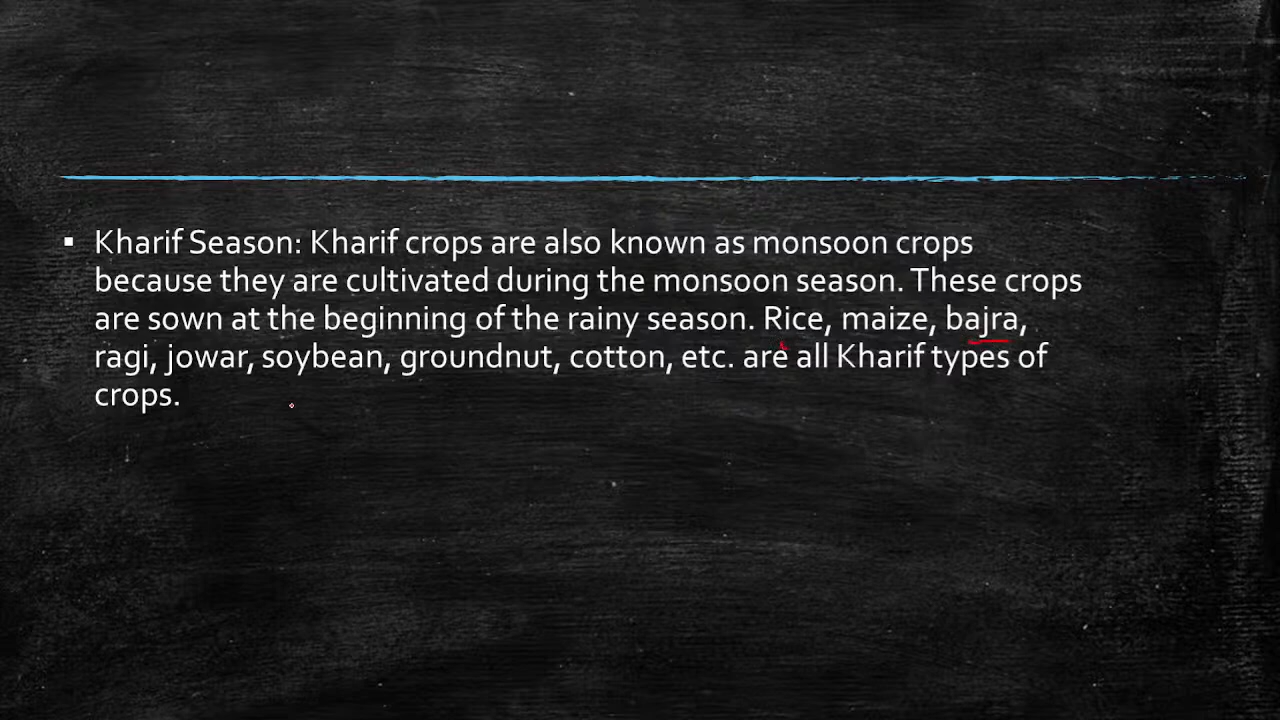 ▪ Kharif Season: Kharif crops are also known as monsoon crops
because they are cultivated during the monsoon season. These crops
are sown at the beginning of the rainy season. Rice, maize, bajra,
ragi, jowar, soybean, groundnut, cotton, etc. are all Kharif types of
crops.